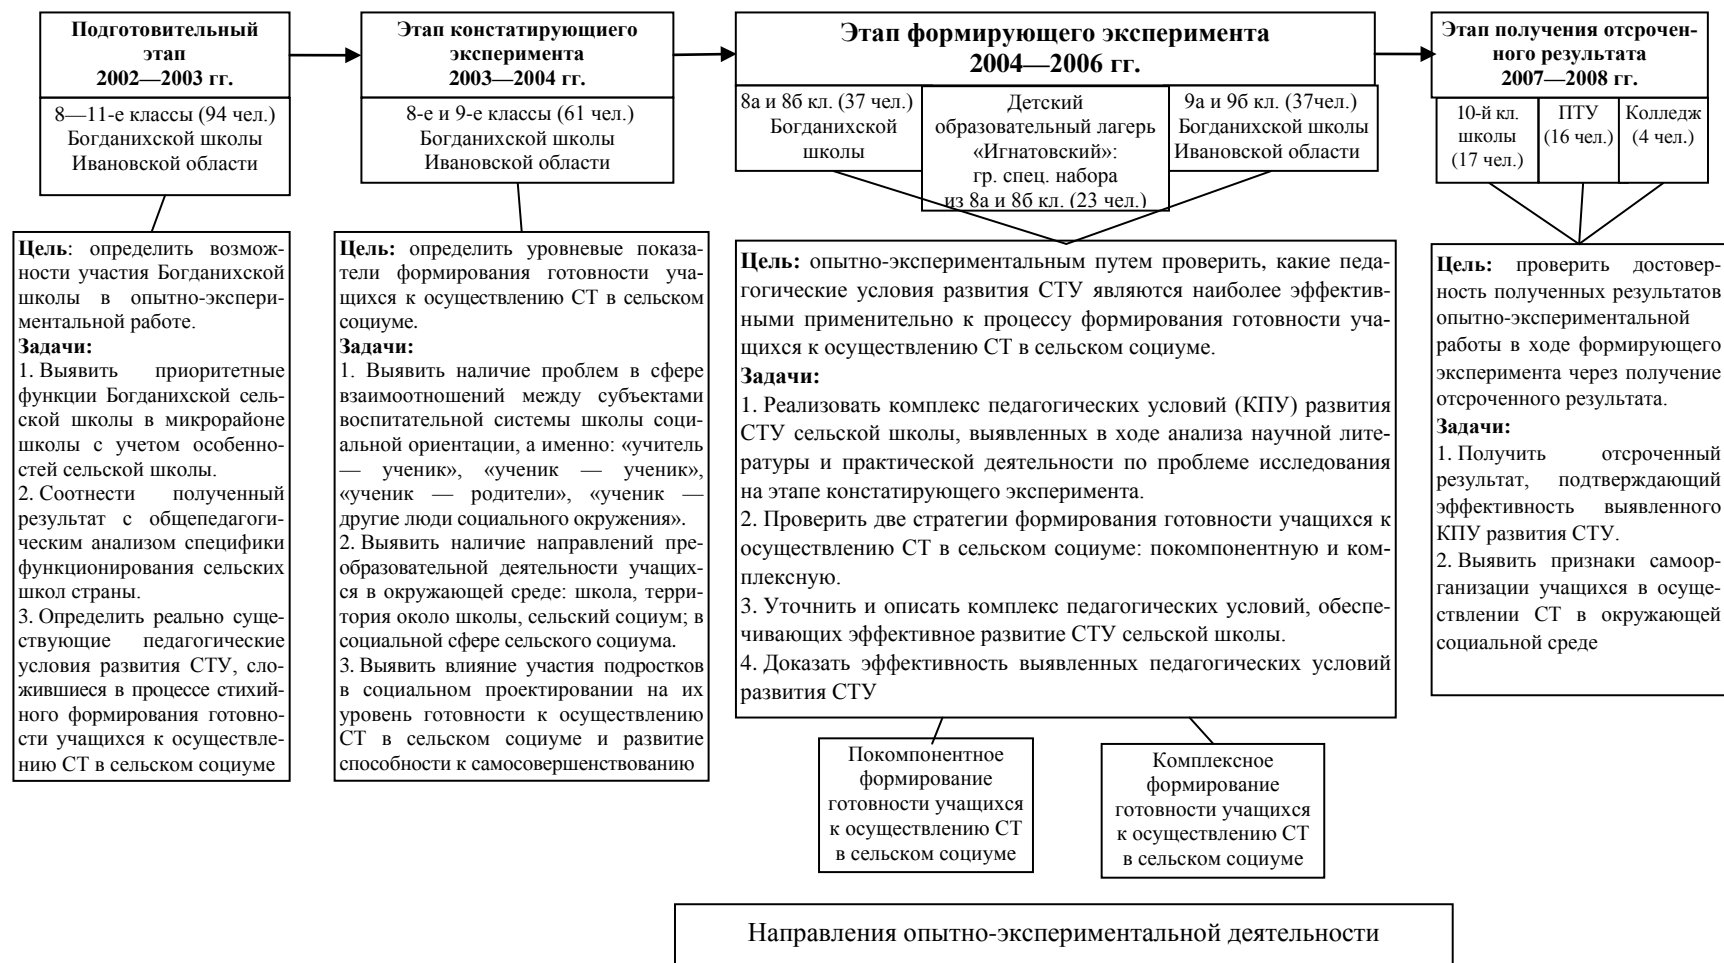 Подготовительный
этап
2002—2003 гг.
8—11-е классы (94 чел.)
Богданихской школы
Ивановской области
Цель: определить возмож-
ности участия Богданихской
школы в опытно-экспери-
ментальной работе.
Задачи:
1. Выявить приоритетные
функции Богданихской сель-
ской школы в микрорайоне
школы с учетом особенно-
стей сельской школы.
2. Соотнести полученный
результат с общепедагоги-
ческим анализом специфики
функционирования сельских
школ страны.
3. Определить реально суще-
ствующие педагогические
условия развития СТУ, сло-
жившиеся в процессе стихий-
ного формирования готовно-
сти учащихся к осуществле-
нию СТ в сельском социуме
Этап констатирующиего
эксперимента
2003—2004 гг.
8-е и 9-е классы (61 чел.)
Богданихской школы
Ивановской области
Цель: определить уровневые показа-
тели формирования готовности уча-
щихся к осуществлению СТ в сельском
социуме.
Задачи:
1. Выявить наличие проблем в сфере
взаимоотношений между субъектами
воспитательной системы школы соци-
альной ориентации, а именно: «учитель
— ученик», «ученик — ученик»,
«ученик — родители», «ученик —
другие люди социального окружения».
2. Выявить наличие направлений пре-
образовательной деятельности учащих-
ся в окружающей среде: школа, терри-
тория около школы, сельский социум; в
социальной сфере сельского социума.
3. Выявить влияние участия подростков
в социальном проектировании на их
уровень готовности к осуществлению
СТ в сельском социуме и развитие
способности к самосовершенствованию
Этап формирующего эксперимента
2004—2006 гг.
8а и 8б кл. (37 чел.)
Богданихской
школы
Детский
образовательный лагерь
«Игнатовский»:
гр. спец. набора
из 8а и 8б кл. (23 чел.)
9а и 9б кл. (37чел.)
Богданихской школы
Ивановской области
Цель: опытно-экспериментальным путем проверить, какие педа-
гогические условия развития СТУ являются наиболее эффектив-
ными применительно к процессу формирования готовности уча-
щихся к осуществлению СТ в сельском социуме.
Задачи:
1. Реализовать комплекс педагогических условий (КПУ) развития
СТУ сельской школы, выявленных в ходе анализа научной лите-
ратуры и практической деятельности по проблеме исследования
на этапе констатирующего эксперимента.
2. Проверить две стратегии формирования готовности учащихся к
осуществлению СТ в сельском социуме: покомпонентную и ком-
плексную.
3. Уточнить и описать комплекс педагогических условий, обеспе-
чивающих эффективное развитие СТУ сельской школы.
4. Доказать эффективность выявленных педагогических условий
развития СТУ
Покомпонентное
формирование
готовности учащихся
к осуществлению СТ
в сельском социуме
Комплексное
формирование
готовности учащихся
к осуществлению СТ
в сельском социуме
Этап получения отсрочен-
ного результата
2007—2008 гг.
10-й кл.
школы
(17 чел.)
ПТУ
(16 чел.)
Колледж
(4 чел.)
Цель: проверить достовер-
ность полученных результатов
опытно-экспериментальной
работы в ходе формирующего
эксперимента через получение
отсроченного результата.
Задачи:
1. Получить отсроченный
результат, подтверждающий
эффективность выявленного
КПУ развития СТУ.
2. Выявить признаки самоор-
ганизации учащихся в осуще-
ствлении СТ в окружающей
социальной среде
Направления опытно-экспериментальной деятельности